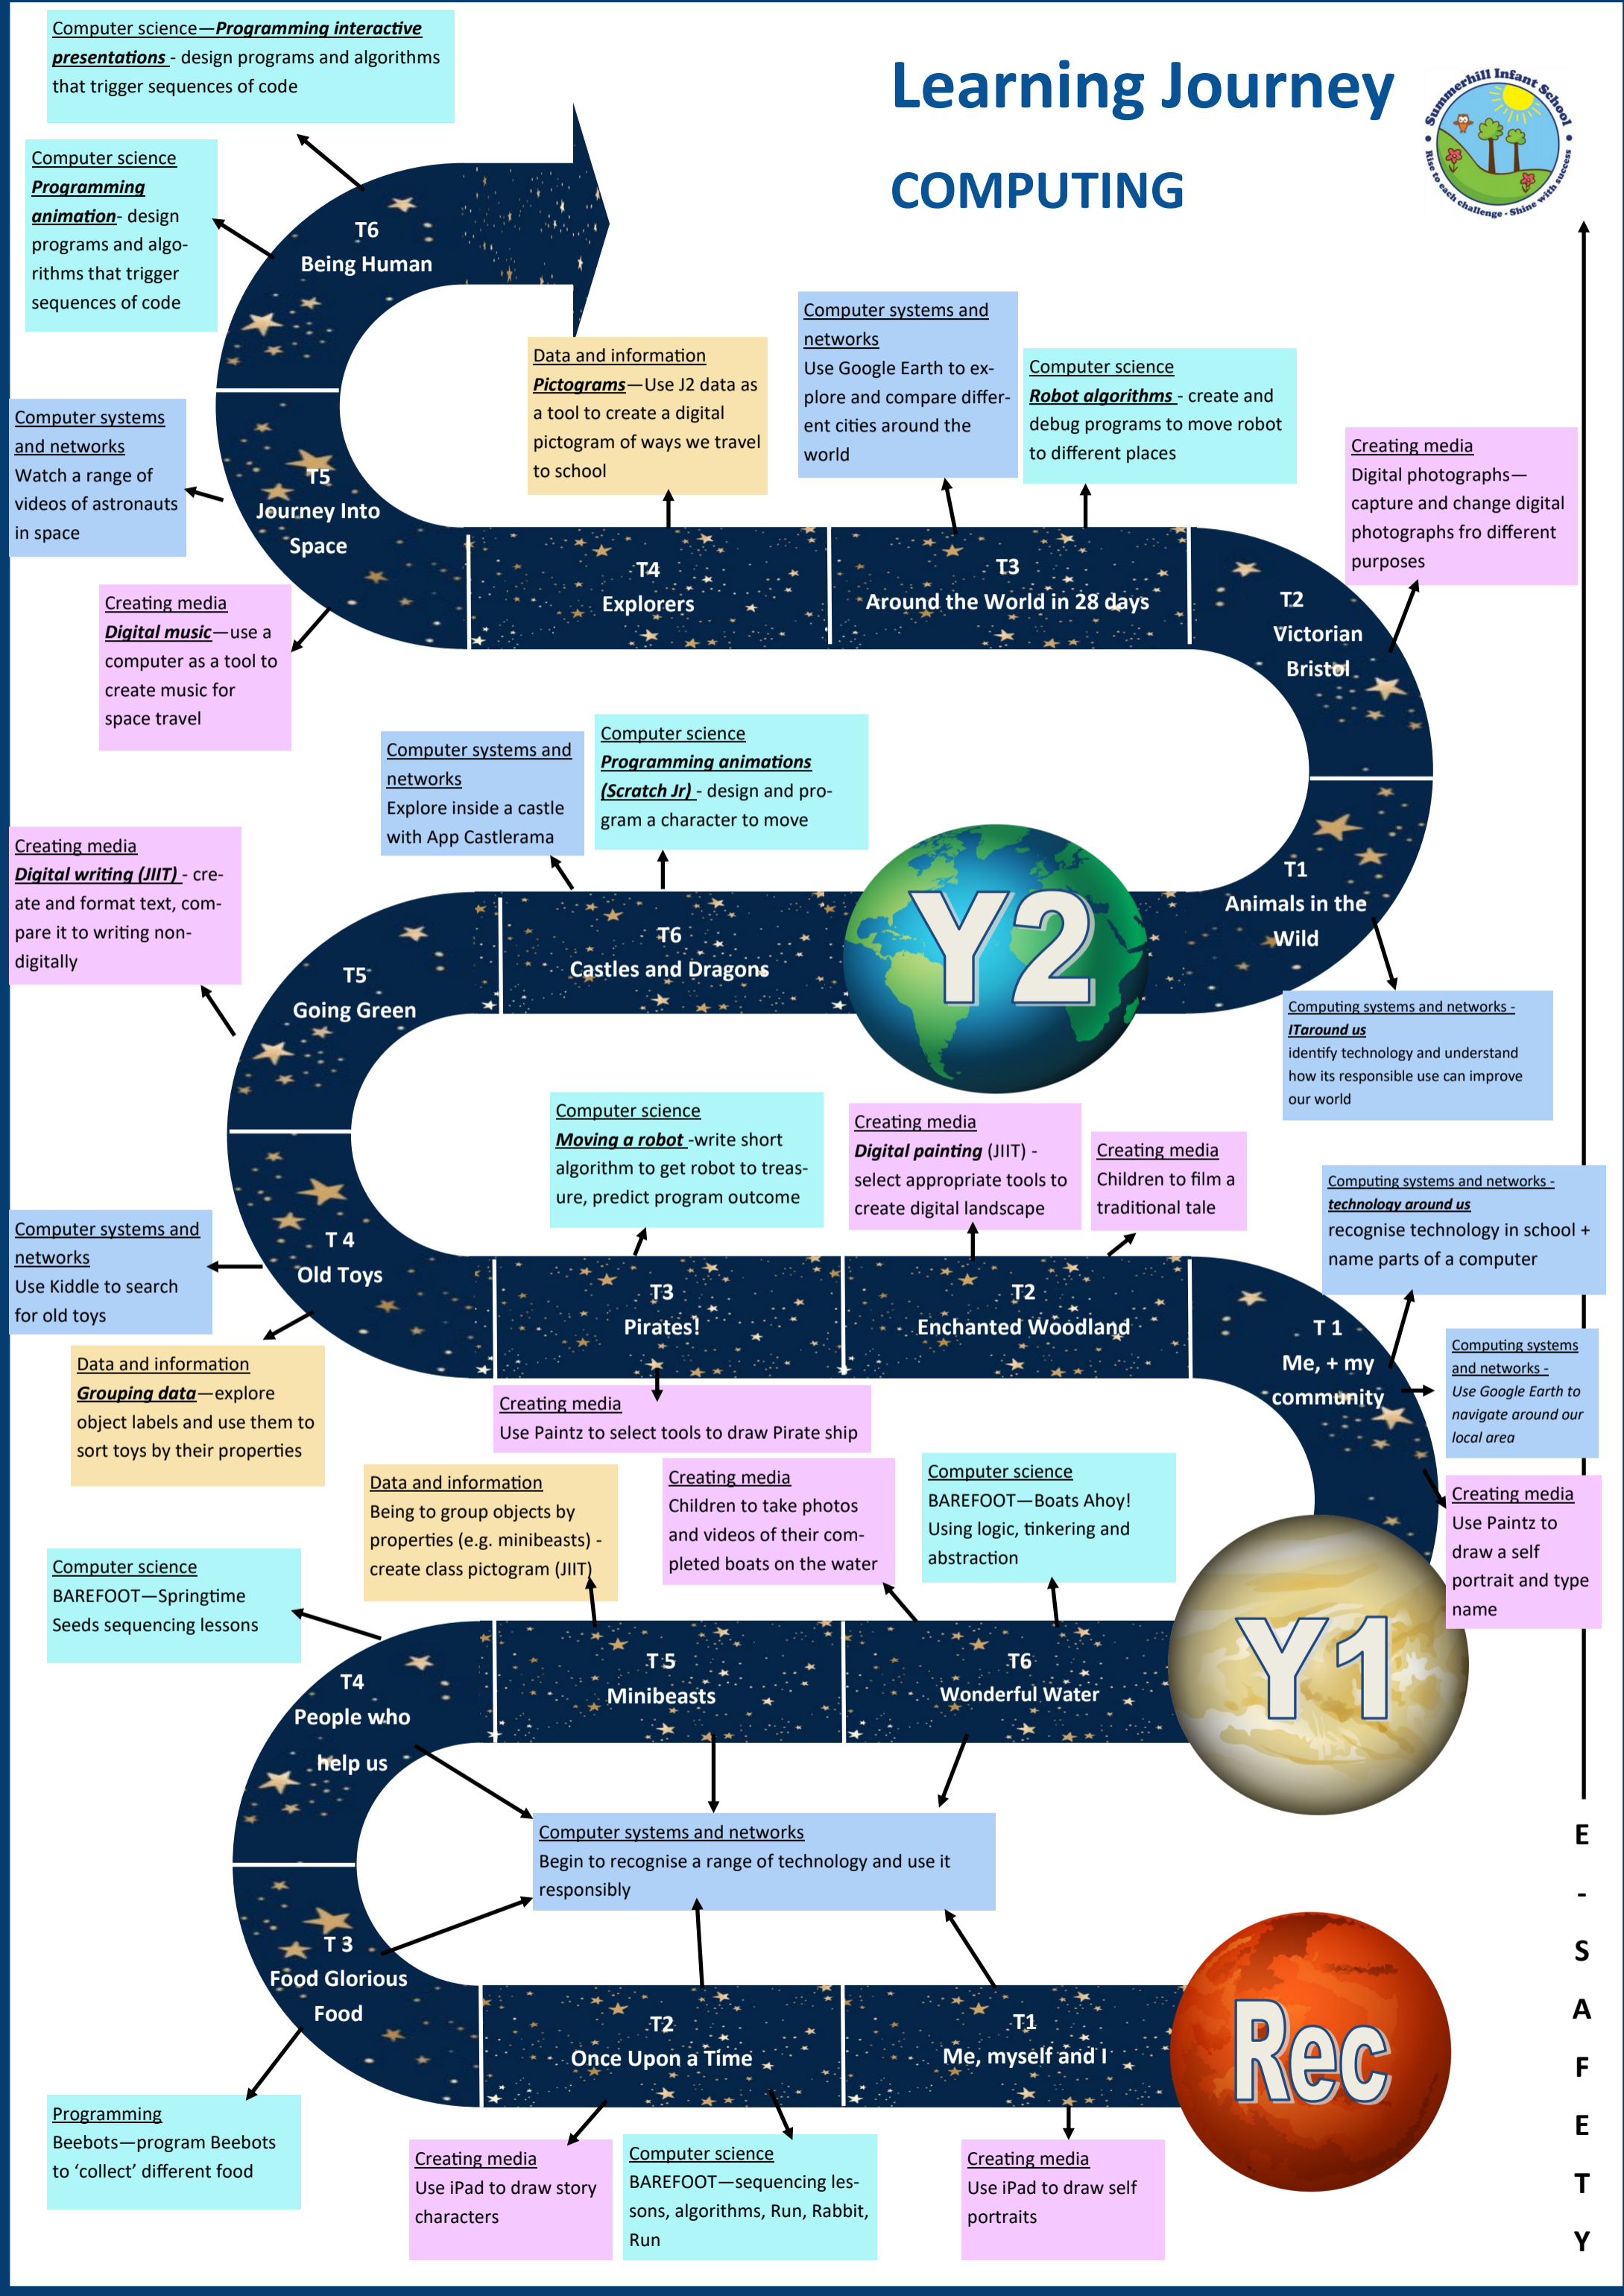 Learning Journey
COMPUTING
Summerhill Infant School
Rise to each challenge - Shine with success
Computer science—Programming interactive
presentations - design programs and algorithms
that trigger sequences of code
Computer science
Programming
animation- design
programs and algo-
rithms that trigger
sequences of code
T6
Being Human
Computer systems
and networks
Watch a range of
videos of astronauts
in space
T5
Journey Into
Space
Creating media
Digital music—use a
computer as a tool to
create music for
space travel
Data and information
Pictograms—Use J2 data as
a tool to create a digital
pictogram of ways we travel
to school
T4
Explorers
Computer systems and
networks
Use Google Earth to ex-
plore and compare differ-
ent cities around the
world
Computer science
Robot algorithms - create and
debug programs to move robot
to different places
T3
Around the World in 28 days
Creating media
Digital photographs—
capture and change digital
photographs fro different
purposes
T2
Victorian
Bristol
T1
Animals in the
Wild
Computing systems and networks -
ITaround us
identify technology and understand
how its responsible use can improve
our world
Y2
Computer systems and
networks
Explore inside a castle
with App Castlerama
Computer science
Programming animations
(Scratch Jr) - design and pro-
gram a character to move
T6
Castles and Dragons
Creating media
Digital writing (JIIT) - cre-
ate and format text, com-
pare it to writing non-
digitally
T5
Going Green
Computer systems and
networks
Use Kiddle to search
for old toys
T 4
Old Toys
Data and information
Grouping data—explore
object labels and use them to
sort toys by their properties
Computer science
Moving a robot -write short
algorithm to get robot to treas-
ure, predict program outcome
T3
Pirates!
Creating media
Use Paintz to select tools to draw Pirate ship
Creating media
Digital painting (JIIT) -
select appropriate tools to
create digital landscape
Creating media
Children to film a
traditional tale
T2
Enchanted Woodland
Computing systems and networks -
technology around us
recognise technology in school +
name parts of a computer
T 1
Me, + my
community
Computing systems
and networks -
Use Google Earth to
navigate around our
local area
Creating media
Use Paintz to
draw a self
portrait and type
name
Y1
Data and information
Being to group objects by
properties (e.g. minibeasts) -
create class pictogram (JIIT)
Creating media
Children to take photos
and videos of their com-
pleted boats on the water
Computer science
BAREFOOT—Boats Ahoy!
Using logic, tinkering and
abstraction
T6
Wonderful Water
T 5
Minibeasts
Computer science
BAREFOOT—Springtime
Seeds sequencing lessons
T4
People who
help us
Computer systems and networks
Begin to recognise a range of technology and use it
responsibly
T 3
Food Glorious
Food
Programming
Beebots—program Beebots
to ‘collect’ different food
T2
Once Upon a Time
Creating media
Use iPad to draw story
characters
Computer science
BAREFOOT—sequencing les-
sons, algorithms, Run, Rabbit,
Run
T1
Me, myself and I
Creating media
Use iPad to draw self
portraits
Rec
E
-
S
A
F
E
T
Y